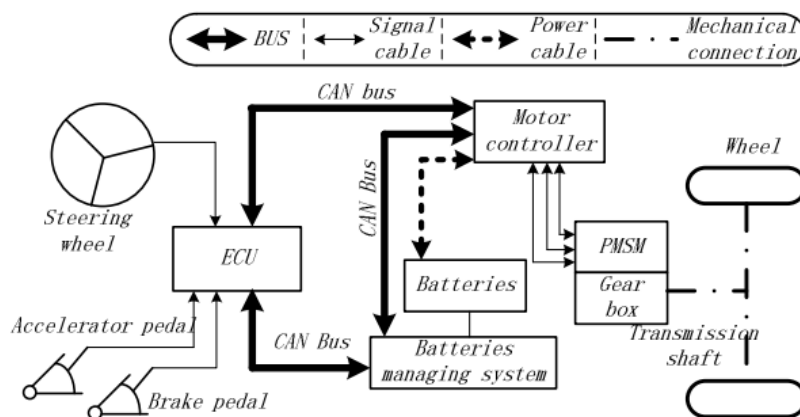 BUS
Signal
cable
Power
cable
Mechanical
connection
CAN bus
Motor
controller
Wheel
CAN Bus
Steering
wheel
ECU
PMSM
Batteries
Gear
box
Accelerator pedal
CAN Bus
Transmission
shaft
Batteries
managing system
Brake pedal